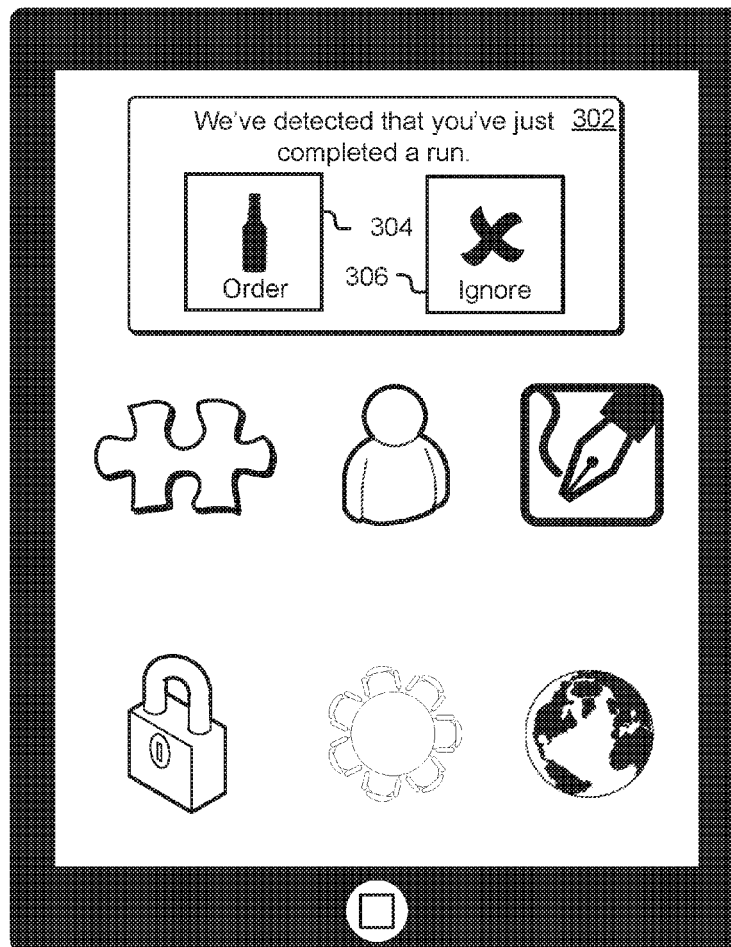 We've detected that you've just 302
completed a run.
304
306
Order
Ignore